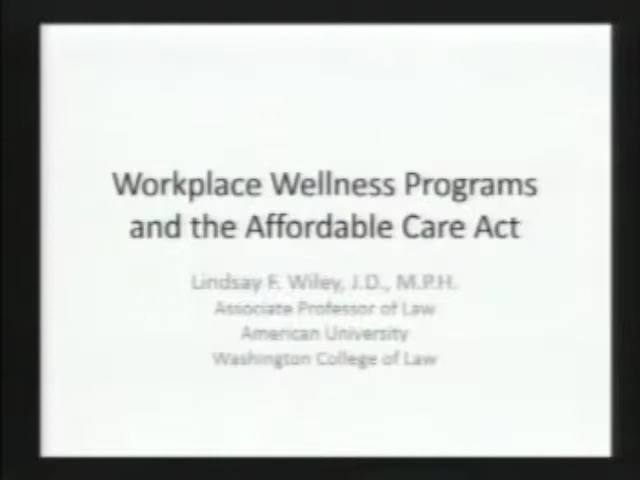 Workplace Wellness Programs
and the Affordable Care Act
Lindsay F. Wiley, J.D., M.P.H.
Associate Professor of Law
American University
Washington College of Law